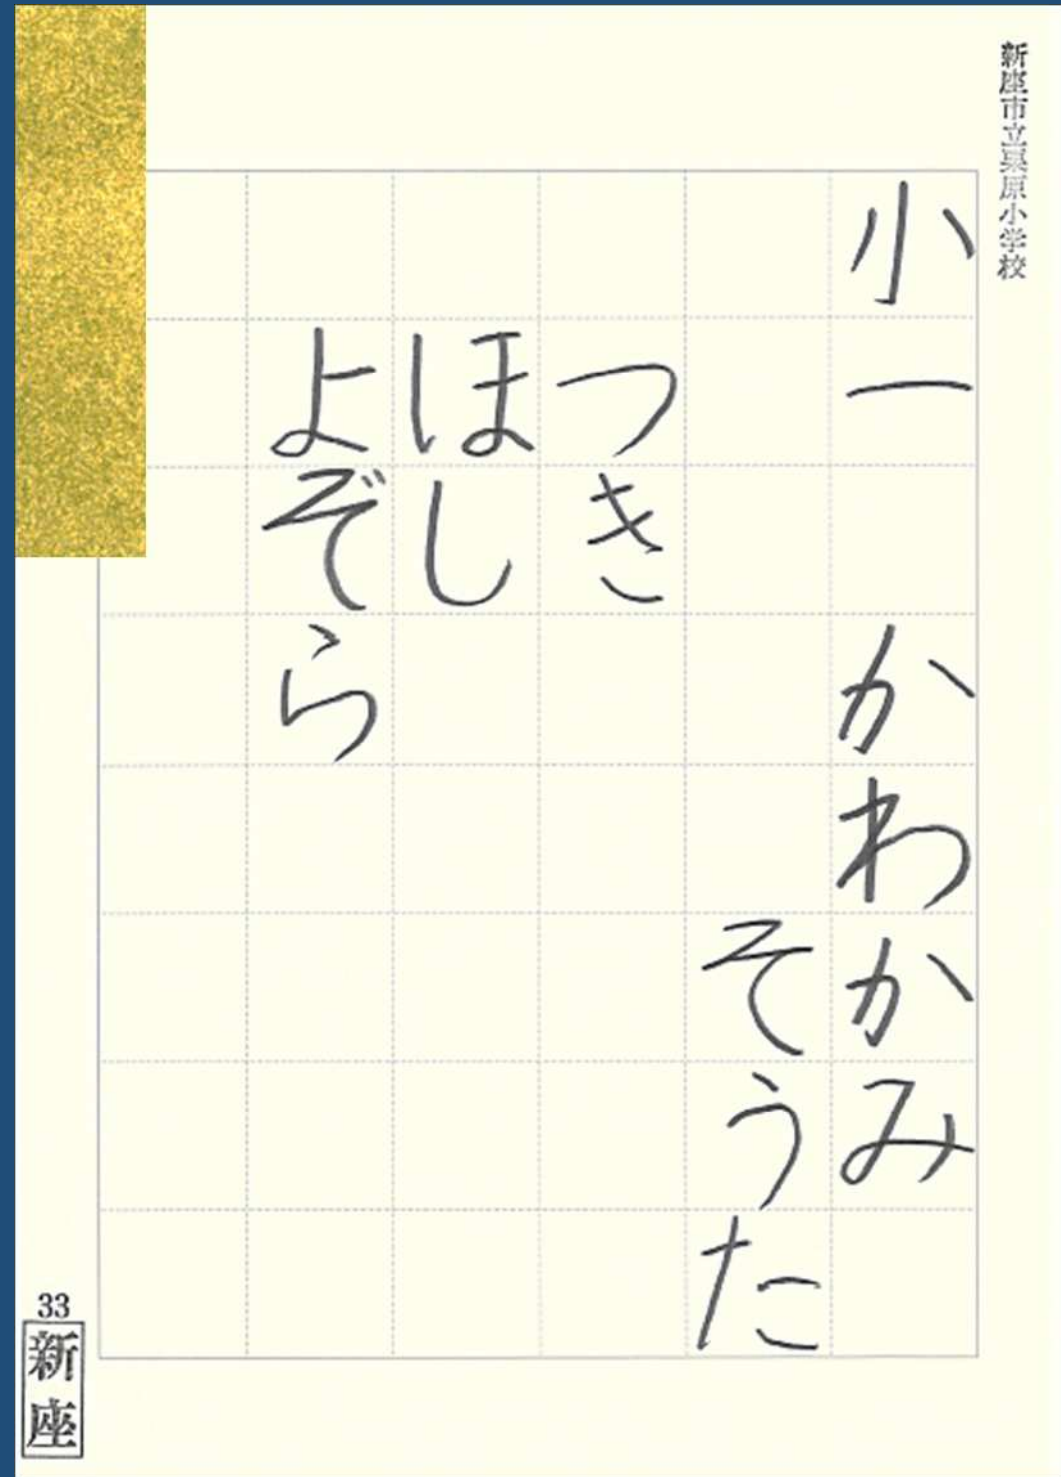 新座市立栗原小学校
小一 かわかみ
そうた
つき
ほし
よぞら
33
新座